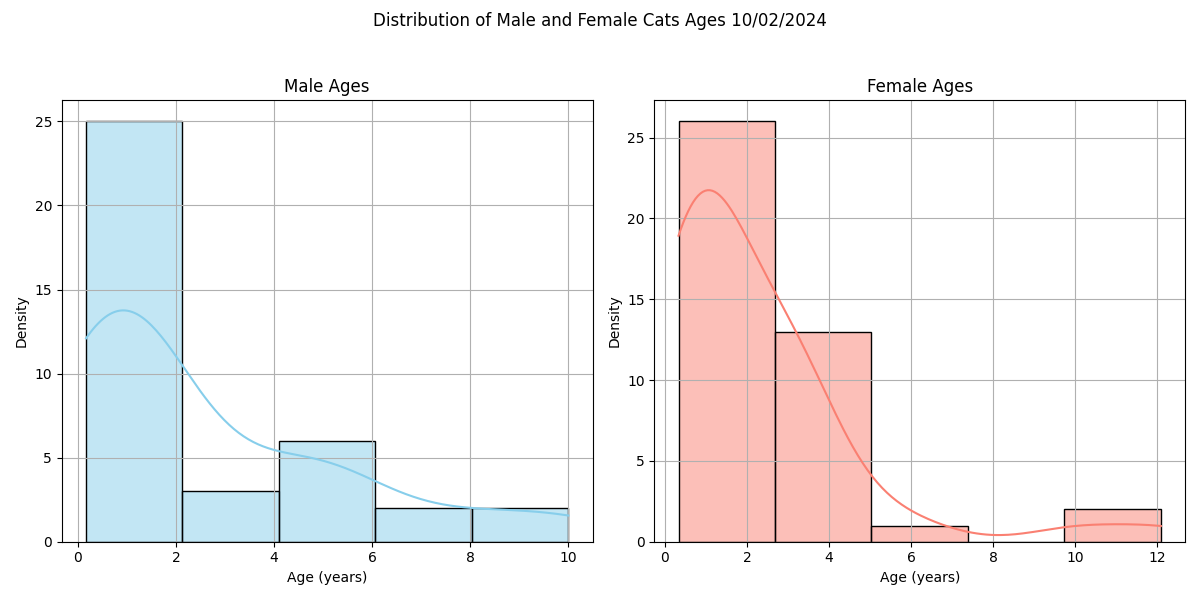 Distribution of Male and Female Cats Ages 10/02/2024
Male Ages
25
20
15
10
5
0
Density
0 2 4 6 8 10
Age (years)
Female Ages
25
20
15
10
5
0
Density
0 2 4 6 8 10 12
Age (years)